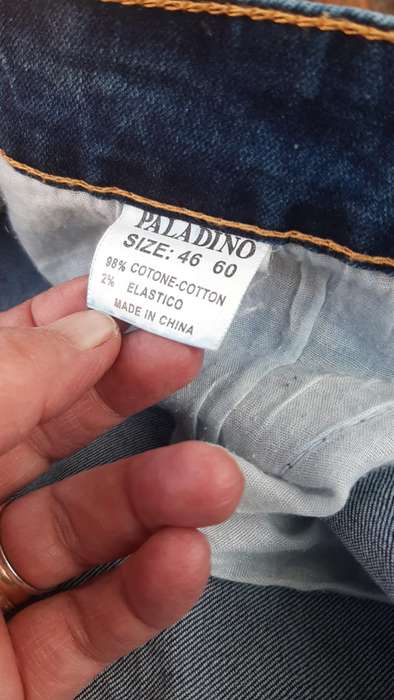 PALADINO
SIZE: 46 60
98% COTONE-COTTON
2% ELASTICO
MADE IN CHINA